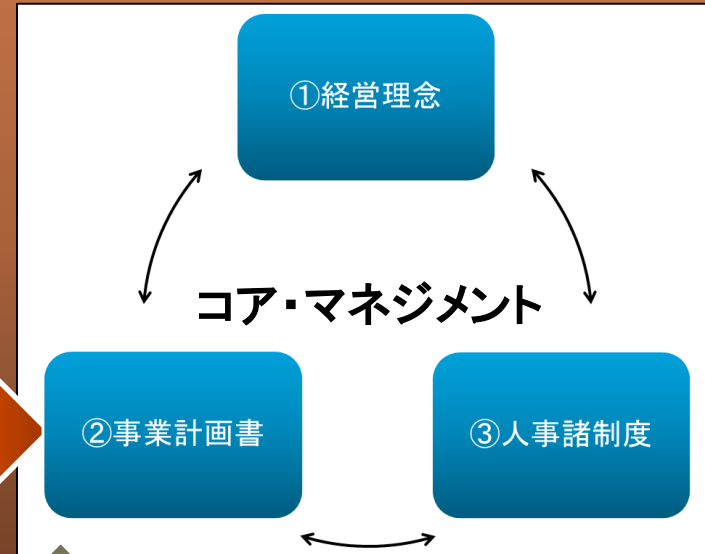 ①経営理念
コア・マネジメント
②事業計画書
③人事諸制度